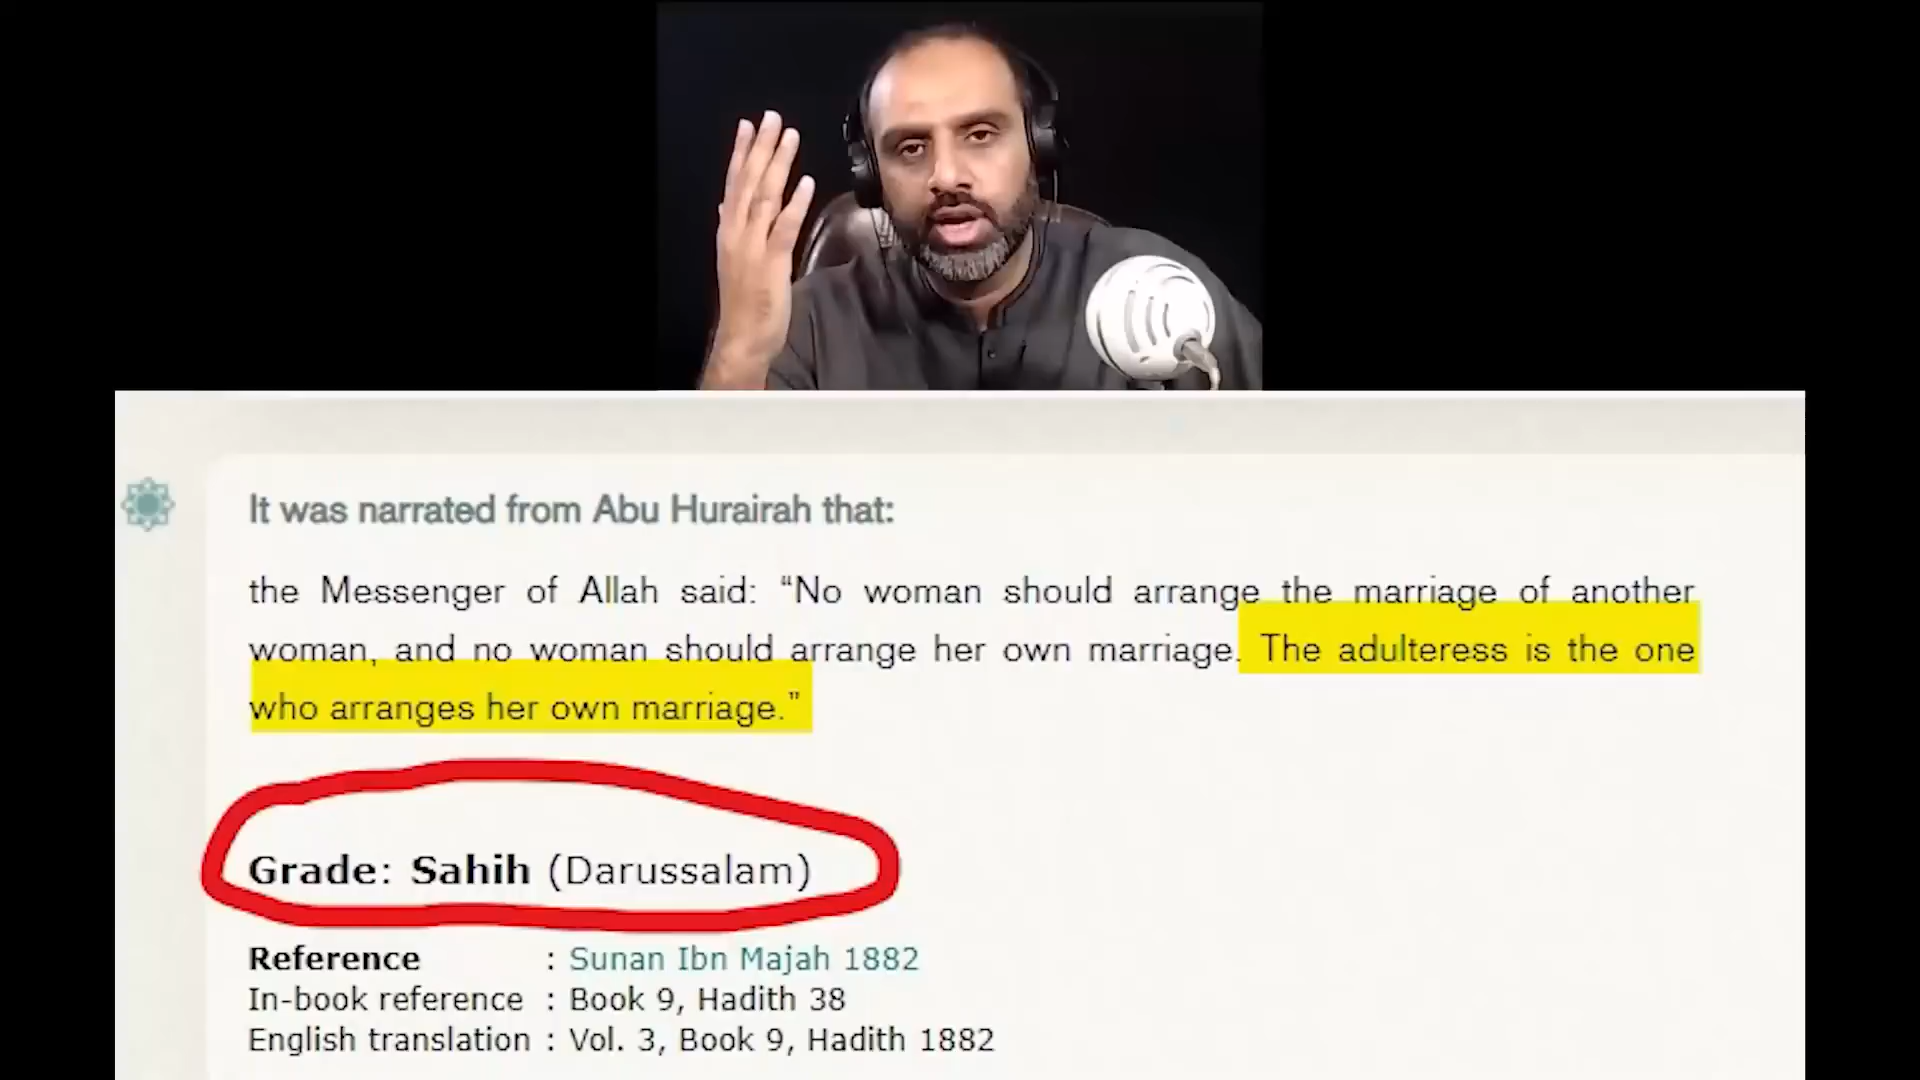 It was narrated from Abu Hurairah that:
the Messenger of Allah said: “No woman should arrange the marriage of another
woman, and no woman should arrange her own marriage. The adulteress is the one
who arranges her own marriage.”
Grade: Sahih (Darussalam)
Reference : Sunan Ibn Majah 1882
In-book reference : Book 9, Hadith 38
English translation : Vol. 3, Book 9, Hadith 1882